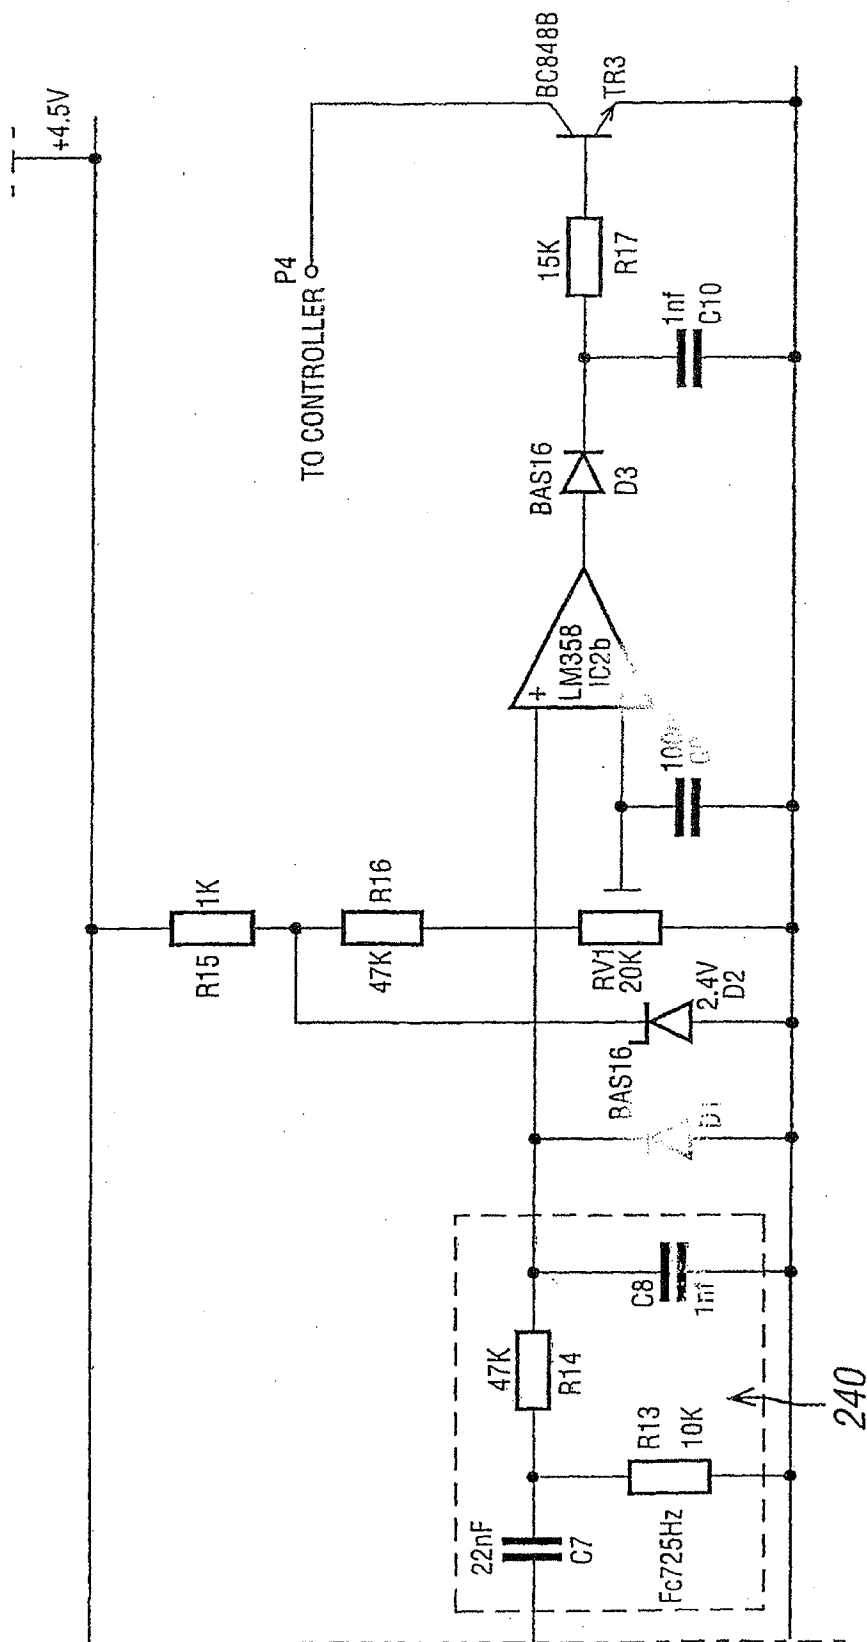 +4.5V
P4
TO CONTROLLER
BC848B
TR3
15K
R17
1nf
C10
BAS16
D3
+
LM358
IC2b
R15
1K
47K
R16
RV1
20K
2.4V
D2
BAS16
D1
47K
R14
C8
1nf
22nF
C7
R13
10K
Fc725Hz
240